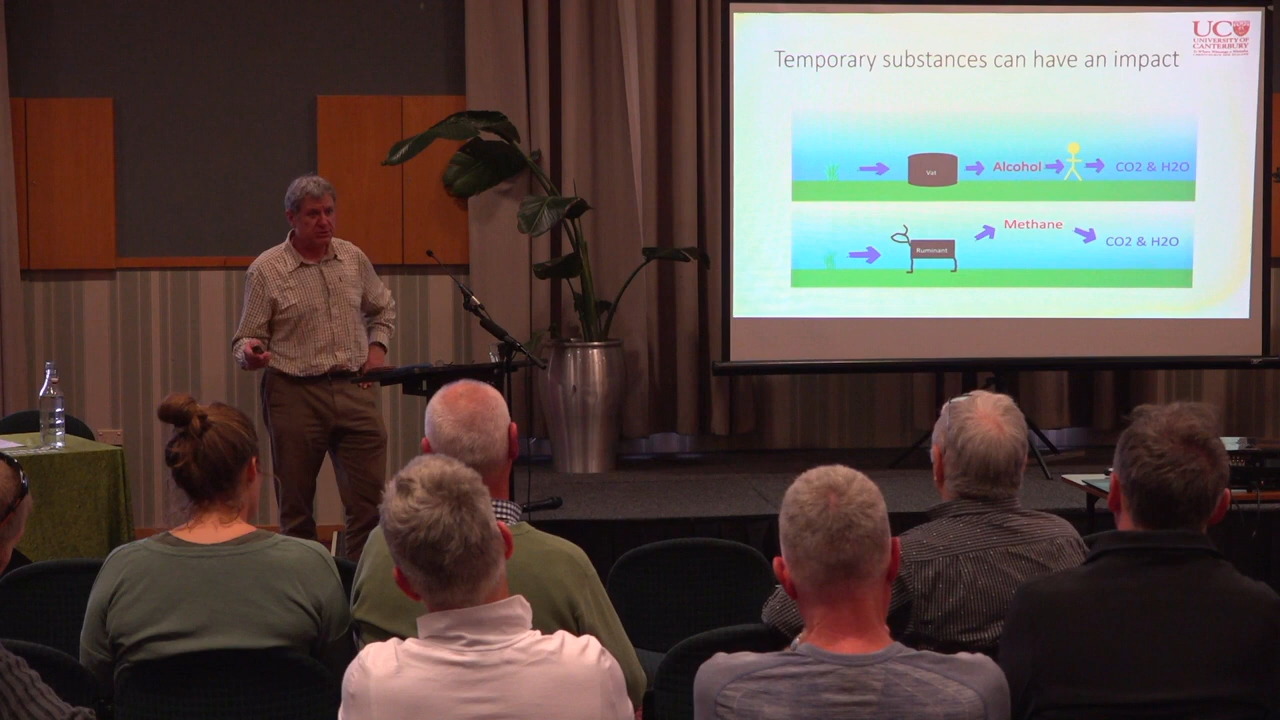 UC
UNIVERSITY OF
CANTERBURY
Temporary substances can have an impact
Vat
Alcohol
CO2 & H2O
Methane
Ruminant
CO2 & H2O